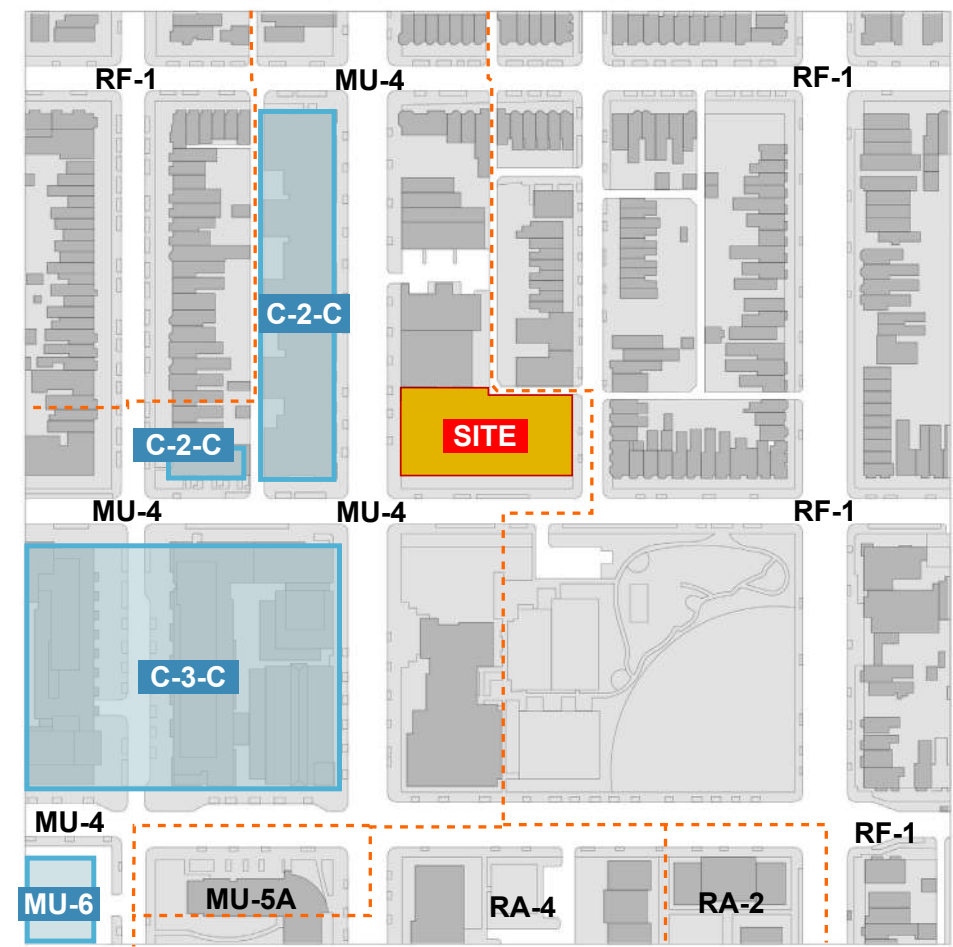 RF-1
MU-4
RF-1
C-2-C
C-2-C
SITE
MU-4
MU-4
RF-1
C-3-C
MU-4
RF-1
MU-6
MU-5A
RA-4
RA-2